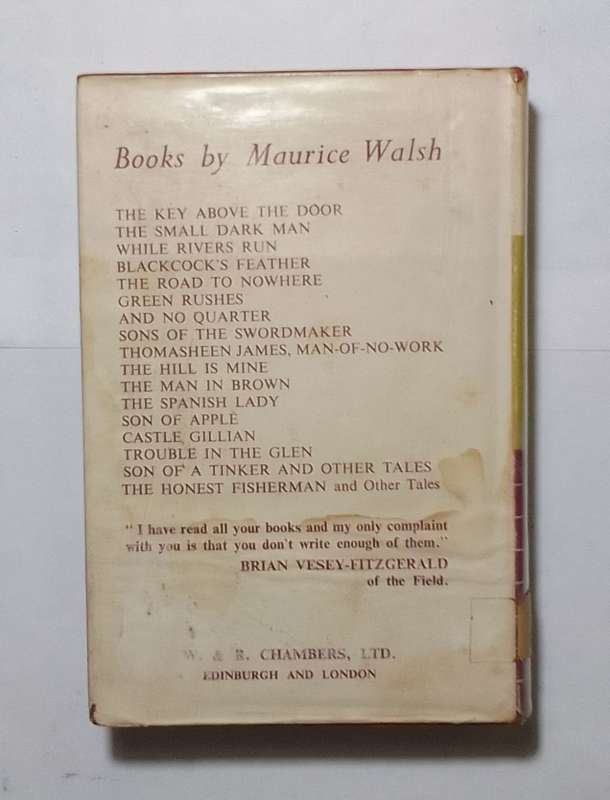 Books by Maurice Walsh
THE KEY ABOVE THE DOOR
THE SMALL DARK MAN
WHILE RIVERS RUN
BLACKCOCK'S FEATHER
THE ROAD TO NOWHERE
GREEN RUSHES
AND NO QUARTER
SONS OF THE SWORDMAKER
THOMASHEEN JAMES, MAN-OF-NO-WORK
THE HILL IS MINE
THE MAN IN BROWN
THE SPANISH LADY
SON OF APPLE
CASTLE GILLIAN
TROUBLE IN THE GLEN
SON OF A TINKER AND OTHER TALES
THE HONEST FISHERMAN and Other Tales
"I have read all your books and my only complaint
with you is that you don't write enough of them."
BRIAN VESEY-FITZGERALD
of the Field.
W. & R. CHAMBERS, LTD.
EDINBURGH AND LONDON